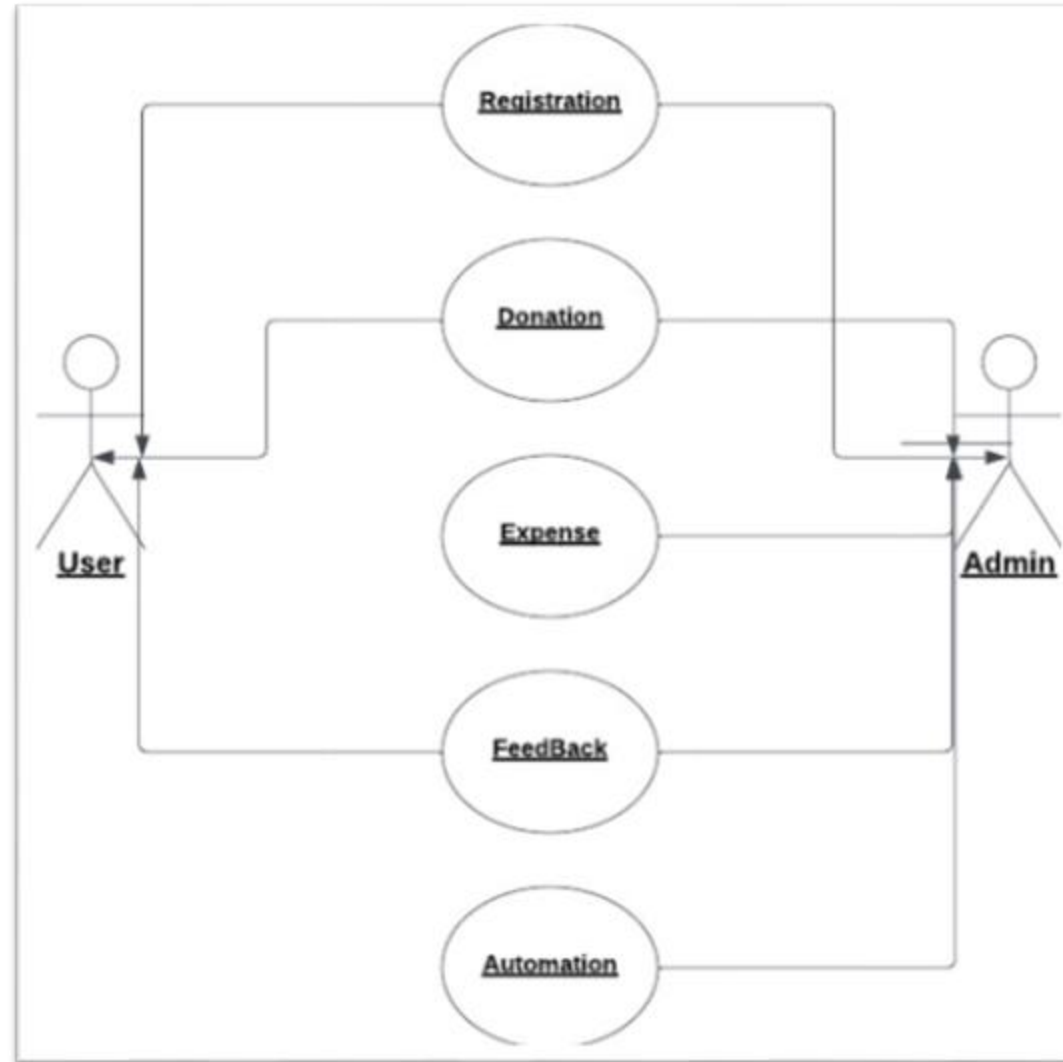 Registration
Donation
Expense
User
Admin
FeedBack
Automation